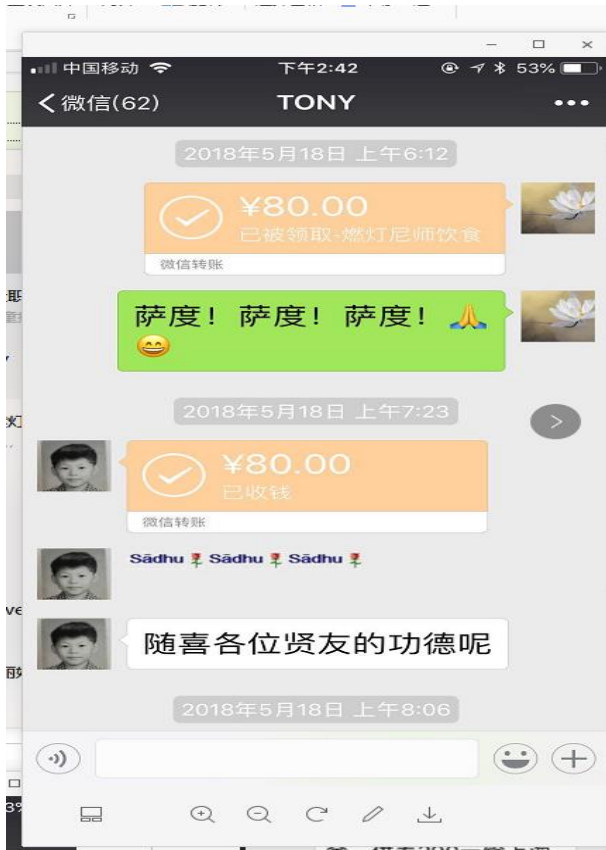 中国移动 下午2:42 53%
微信(62) TONY
2018年5月18日 上午6:12
¥80.00
已被领取-燃灯尼师饮食
微信转账
萨度！萨度！萨度！🙏
😄
2018年5月18日 上午7:23
¥80.00
已收钱
微信转账
Sādhu🌷Sādhu🌷Sādhu🌷
随喜各位贤友的功德呢
2018年5月18日 上午8:06